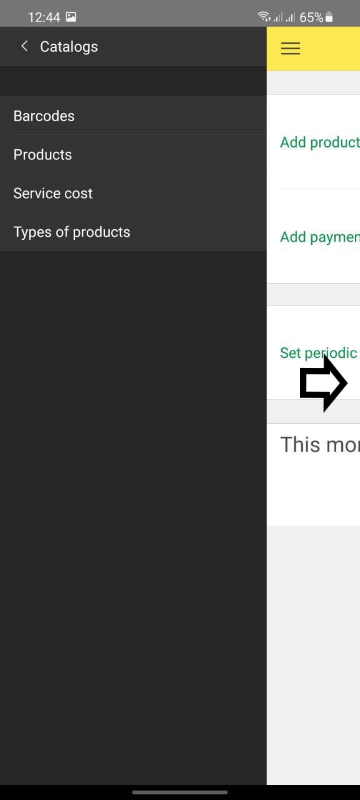 12:44 65%
Catalogs
Barcodes
Products
Service cost
Types of products
Add product
Add paymen
Set periodic
This mo